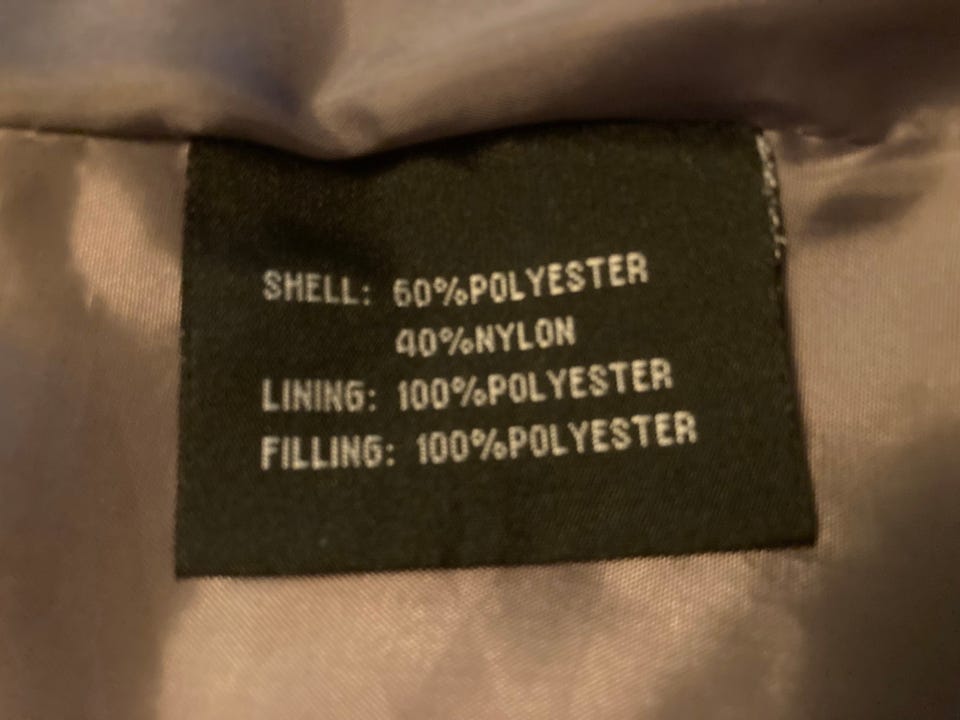 SHELL: 60%POLYESTER
40%NYLON
LINING: 100%POLYESTER
FILLING: 100%POLYESTER